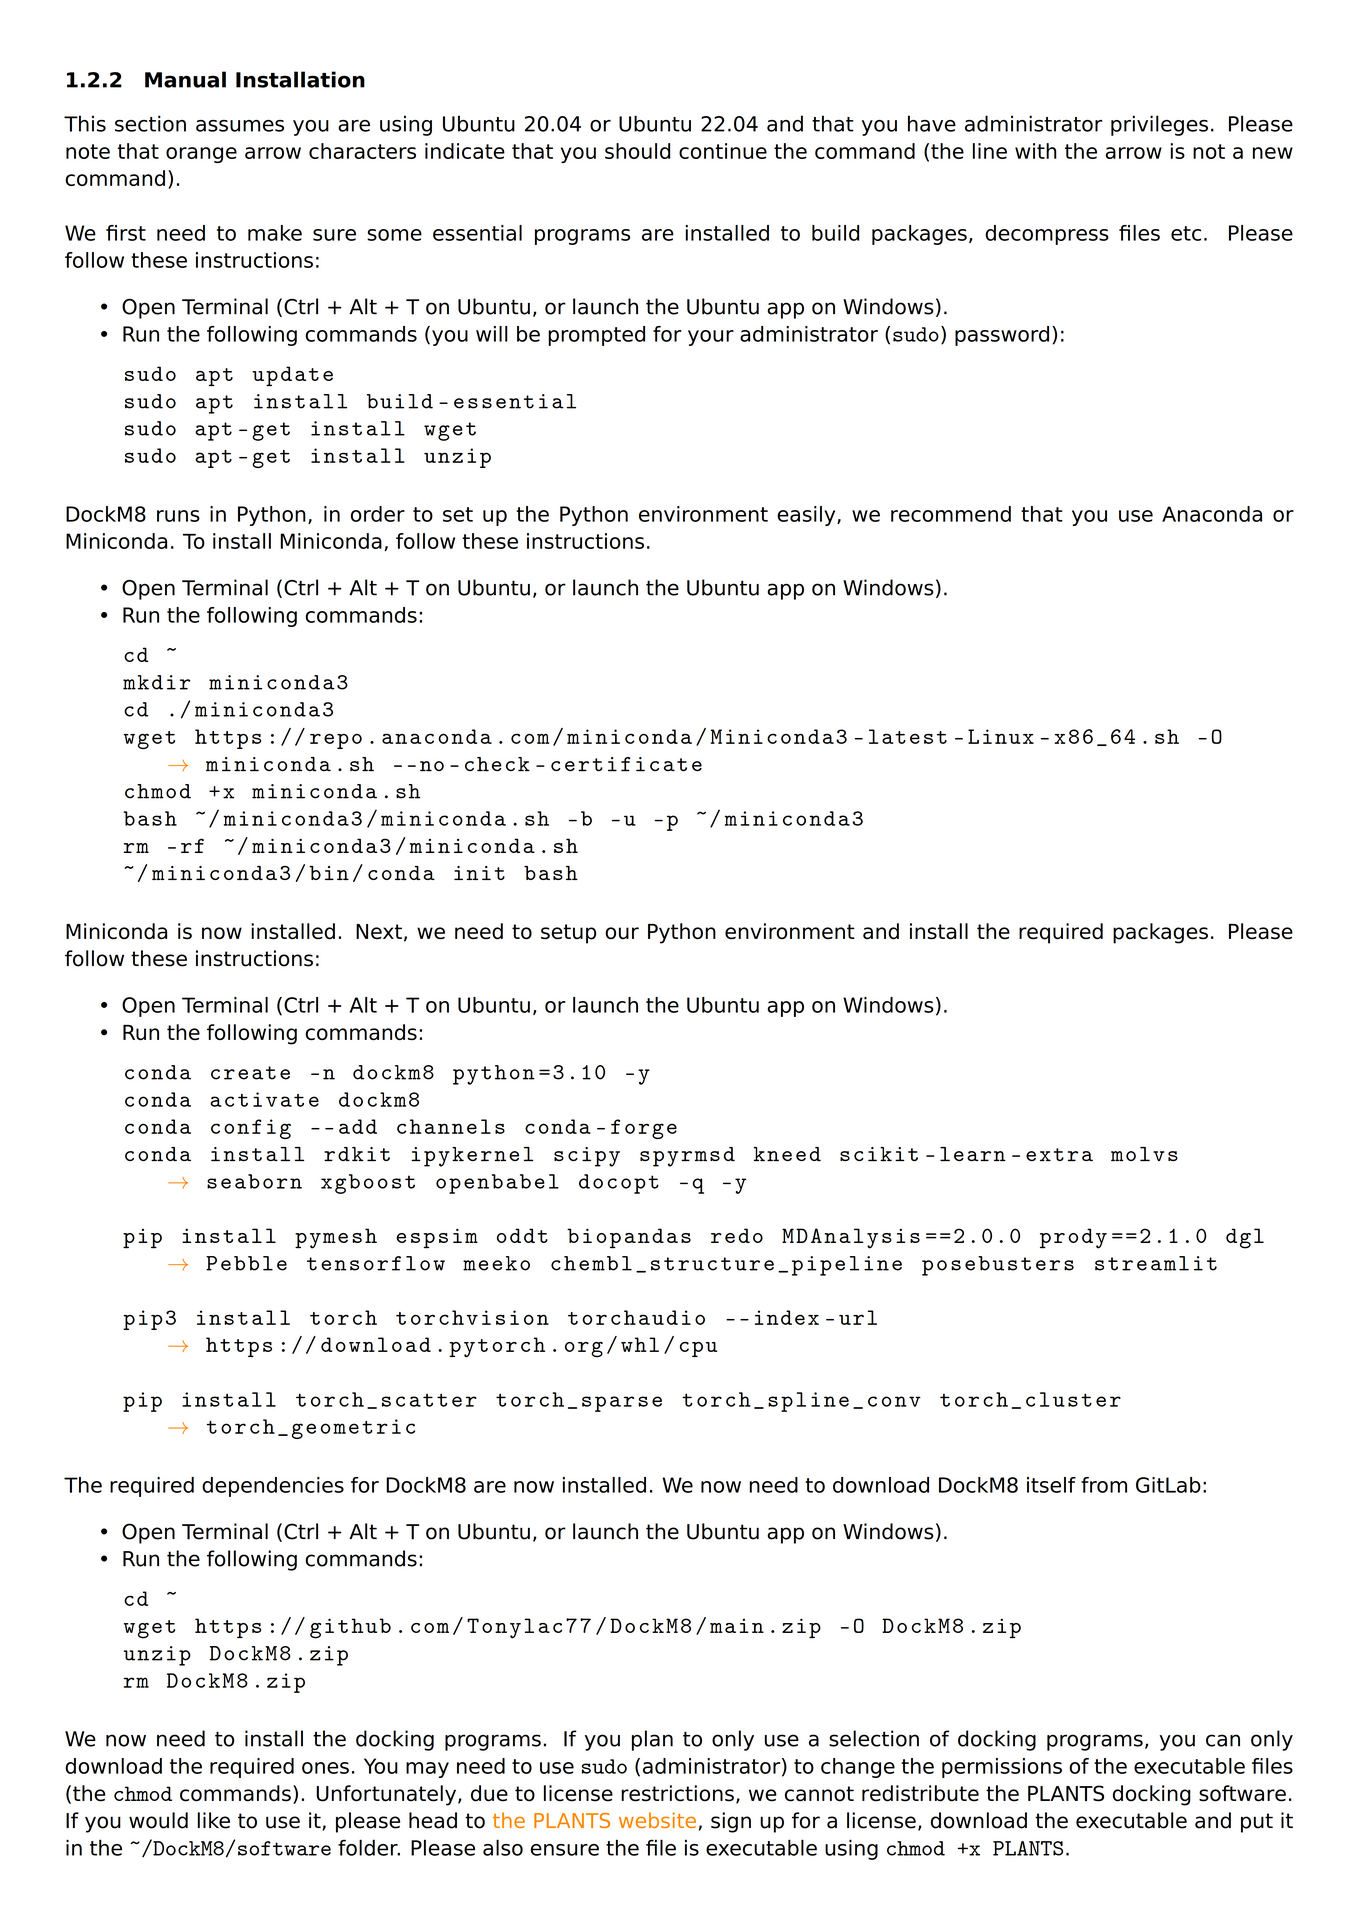 1.2.2 Manual Installation
This section assumes you are using Ubuntu 20.04 or Ubuntu 22.04 and that you have administrator privileges. Please
note that orange arrow characters indicate that you should continue the command (the line with the arrow is not a new
command).
We first need to make sure some essential programs are installed to build packages, decompress files etc. Please
follow these instructions:
• Open Terminal (Ctrl + Alt + T on Ubuntu, or launch the Ubuntu app on Windows).
• Run the following commands (you will be prompted for your administrator (sudo) password):
sudo apt update
sudo apt install build-essential
sudo apt-get install wget
sudo apt-get install unzip
DockM8 runs in Python, in order to set up the Python environment easily, we recommend that you use Anaconda or
Miniconda. To install Miniconda, follow these instructions.
• Open Terminal (Ctrl + Alt + T on Ubuntu, or launch the Ubuntu app on Windows).
• Run the following commands:
cd ~
mkdir miniconda3
cd ./miniconda3
wget https://repo.anaconda.com/miniconda/Miniconda3-latest-Linux-x86_64.sh -O
→ miniconda.sh --no-check-certificate
chmod +x miniconda.sh
bash ~/miniconda3/miniconda.sh -b -u -p ~/miniconda3
rm -rf ~/miniconda3/miniconda.sh
~/miniconda3/bin/conda init bash
Miniconda is now installed. Next, we need to setup our Python environment and install the required packages. Please
follow these instructions:
• Open Terminal (Ctrl + Alt + T on Ubuntu, or launch the Ubuntu app on Windows).
• Run the following commands:
conda create -n dockm8 python=3.10 -y
conda activate dockm8
conda config --add channels conda-forge
conda install rdkit ipykernel scipy spyrmsd kneed scikit-learn-extra molvs
→ seaborn xgboost openbabel docopt -q -y
pip install pymesh espsim oddt biopandas redo MDAnalysis==2.0.0 prody==2.1.0 dgl
→ Pebble tensorflow meeko chembl_structure_pipeline posebusters streamlit
pip3 install torch torchvision torchaudio --index-url
→ https://download.pytorch.org/whl/cpu
pip install torch_scatter torch_sparse torch_spline_conv torch_cluster
→ torch_geometric
The required dependencies for DockM8 are now installed. We now need to download DockM8 itself from GitLab:
• Open Terminal (Ctrl + Alt + T on Ubuntu, or launch the Ubuntu app on Windows).
• Run the following commands:
cd ~
wget https://github.com/Tonylac77/DockM8/main.zip -O DockM8.zip
unzip DockM8.zip
rm DockM8.zip
We now need to install the docking programs. If you plan to only use a selection of docking programs, you can only
download the required ones. You may need to use sudo (administrator) to change the permissions of the executable files
(the chmod commands). Unfortunately, due to license restrictions, we cannot redistribute the PLANTS docking software.
If you would like to use it, please head to the PLANTS website, sign up for a license, download the executable and put it
in the ~/DockM8/software folder. Please also ensure the file is executable using chmod +x PLANTS.